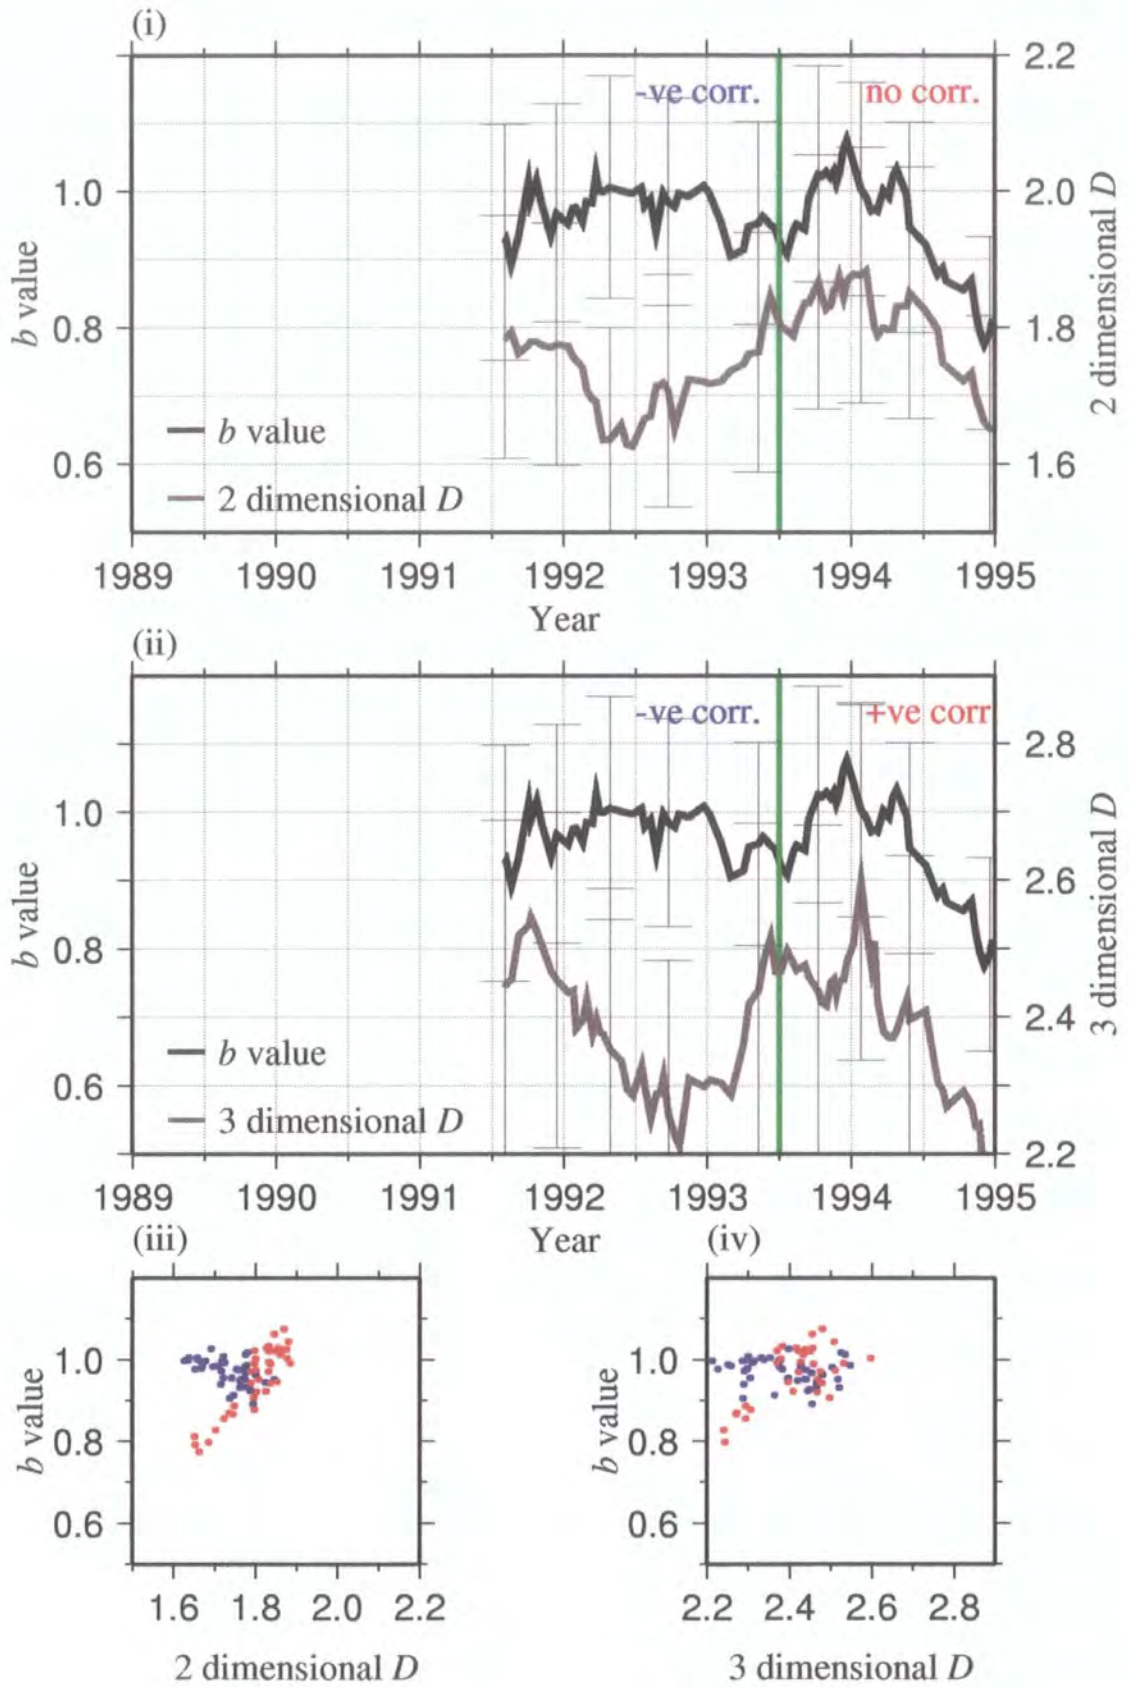 (i)
2.2
-ve corr.
no corr.
1.0
2.0
b value
2 dimensional D
0.8
1.8
b value
0.6
1.6
2 dimensional D
1989 1990 1991 1992 1993 1994 1995
Year
(ii)
-ve corr.
+ve corr
2.8
1.0
b value
3 dimensional D
2.6
0.8
2.4
b value
0.6
3 dimensional D
2.2
1989 1990 1991 1992 1993 1994 1995
Year
(iii)
(iv)
1.0
1.0
b value
b value
0.8
0.8
0.6
0.6
1.6 1.8 2.0 2.2
2.2 2.4 2.6 2.8
2 dimensional D
3 dimensional D